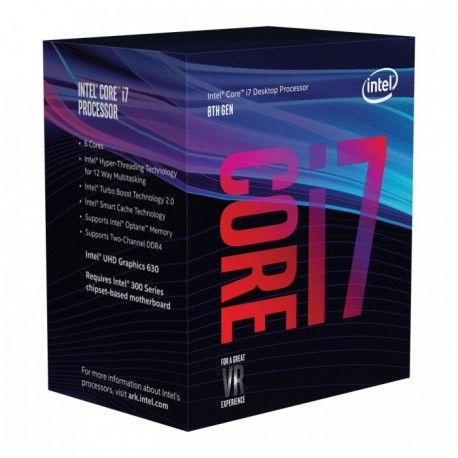 INTEL® CORE™ i7
PROCESSOR
• 6 Cores
• Intel® Hyper-Threading Technology
for 12 Way Multitasking
• Intel® Turbo Boost Technology 2.0
• Intel® Smart Cache Technology
• Supports Intel® Optane™ Memory
• Supports Two-Channel DDR4
Intel® UHD Graphics 630
Requires Intel® 300 Series
chipset-based motherboard
For more information about Intel's
processors, visit ark.intel.com
Intel® Core™ i7 Desktop Processor
8TH GEN
intel
CORE i7
FOR A GREAT
VR
EXPERIENCE